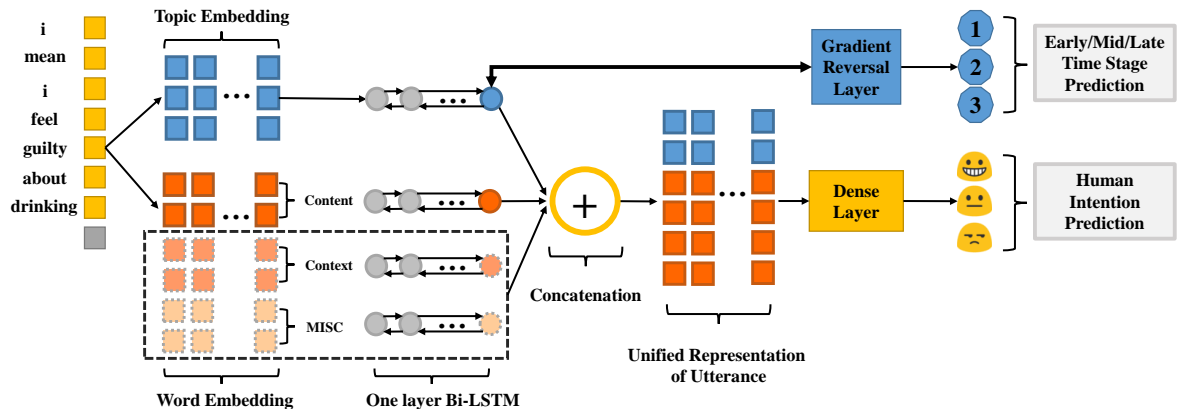 i
mean
i
feel
guilty
about
drinking
Topic Embedding
Content
Context
MISC
Word Embedding
One layer Bi-LSTM
+
Concatenation
Unified Representation
of Utterance
Gradient
Reversal
Layer
Dense
Layer
1
2
3
Early/Mid/Late
Time Stage
Prediction
Human
Intention
Prediction